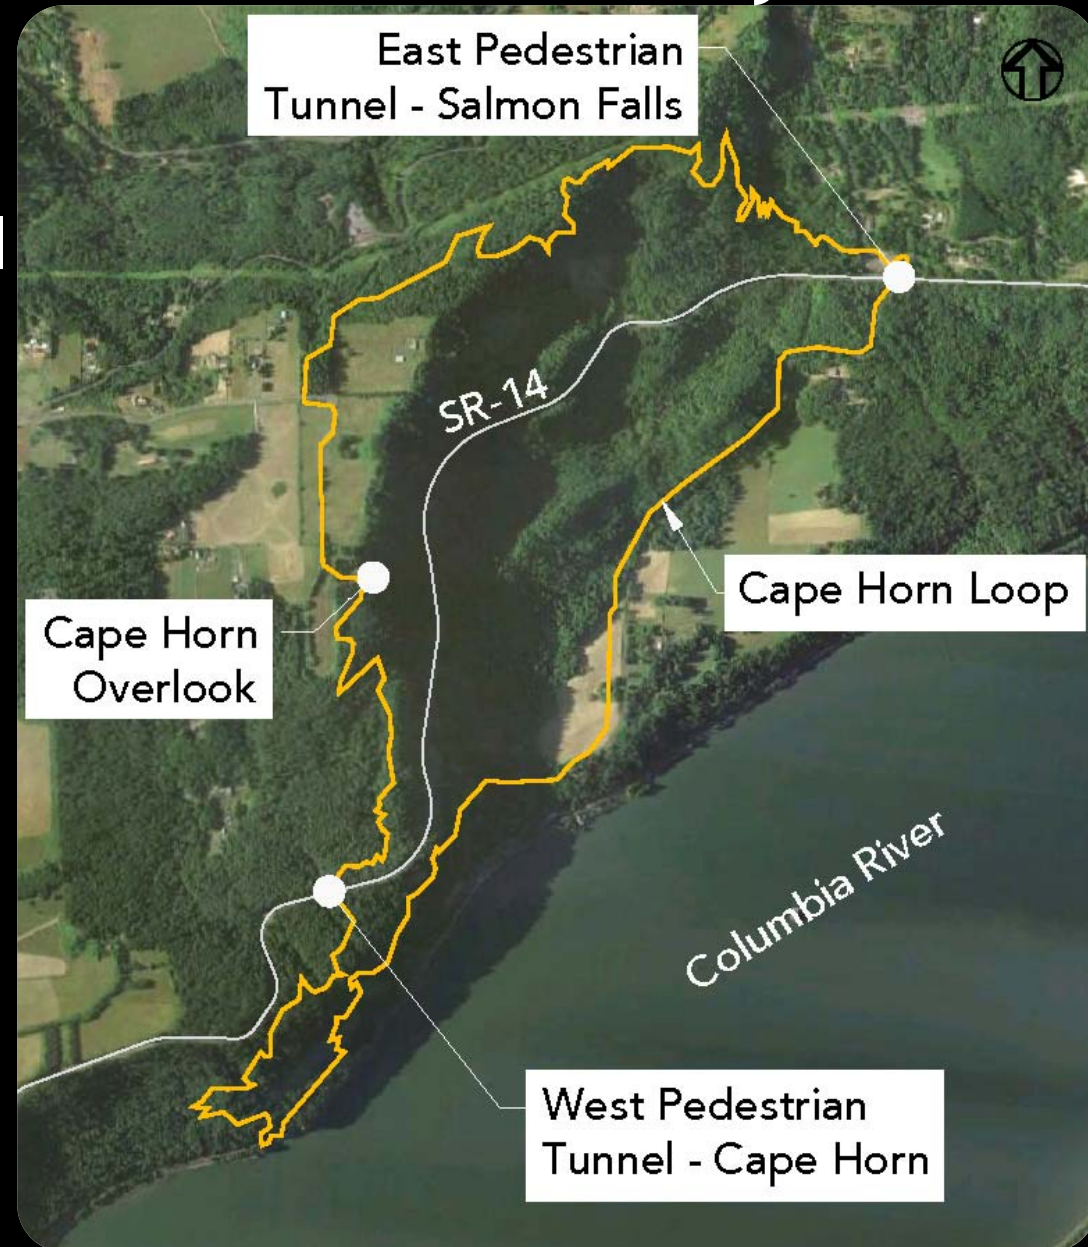 East Pedestrian
Tunnel - Salmon Falls
SR-14
Cape Horn Loop
Cape Horn
Overlook
Columbia River
West Pedestrian
Tunnel - Cape Horn